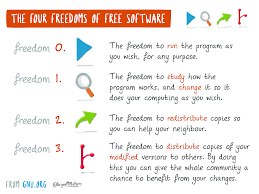 THE FOUR FREEDOMS OF FREE SOFTWARE
freedom 0.
The freedom to run the program as
you wish, for any purpose.
freedom 1.
The freedom to study how the
program works, and change it so it
does your computing as you wish.
freedom 2.
The freedom to redistribute copies so
you can help your neighbour.
freedom 3.
The freedom to distribute copies of your
modified versions to others. By doing
this you can give the whole community a
chance to benefit from your changes.
FROM GNU.ORG